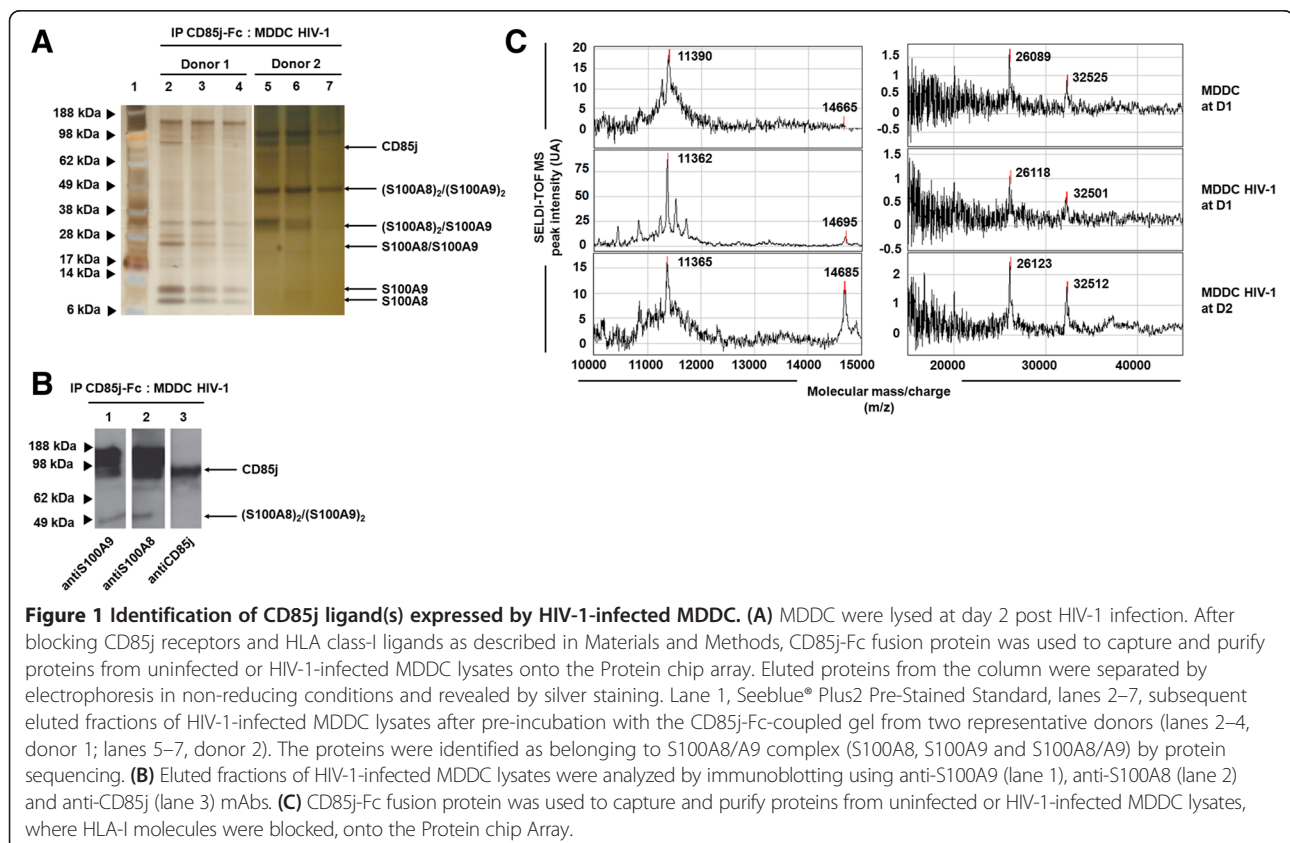 A
IP CD85j-Fc : MDDC HIV-1
Donor 1 Donor 2
1 2 3 4 5 6 7
188 kDa
98 kDa
62 kDa
49 kDa
38 kDa
28 kDa
17 kDa
14 kDa
6 kDa
CD85j
(S100A8)2/(S100A9)2
(S100A8)2/S100A9
S100A8/S100A9
S100A9
S100A8
B
IP CD85j-Fc : MDDC HIV-1
1 2 3
188 kDa
98 kDa
62 kDa
49 kDa
CD85j
(S100A8)2/(S100A9)2
antiS100A9
antiS100A8
antiCD85j
C
SELDI-TOF MS
peak intensity (UA)
20
15
10
5
0
11390
14665
1.5
1
0.5
0
-0.5
26089
32525
MDDC
at D1
75
50
25
0
11362
14695
1.5
1
0.5
0
-0.5
26118
32501
MDDC HIV-1
at D1
15
10
5
0
11365
14685
2
1
0
26123
32512
MDDC HIV-1
at D2
10000 11000 12000 13000 14000 15000
20000 30000 40000
Molecular mass/charge
(m/z)
Figure 1 Identification of CD85j ligand(s) expressed by HIV-1-infected MDDC. (A) MDDC were lysed at day 2 post HIV-1 infection. After
blocking CD85j receptors and HLA class-I ligands as described in Materials and Methods, CD85j-Fc fusion protein was used to capture and purify
proteins from uninfected or HIV-1-infected MDDC lysates onto the Protein chip array. Eluted proteins from the column were separated by
electrophoresis in non-reducing conditions and revealed by silver staining. Lane 1, Seeblue® Plus2 Pre-Stained Standard, lanes 2–7, subsequent
eluted fractions of HIV-1-infected MDDC lysates after pre-incubation with the CD85j-Fc-coupled gel from two representative donors (lanes 2–4,
donor 1; lanes 5–7, donor 2). The proteins were identified as belonging to S100A8/A9 complex (S100A8, S100A9 and S100A8/A9) by protein
sequencing. (B) Eluted fractions of HIV-1-infected MDDC lysates were analyzed by immunoblotting using anti-S100A9 (lane 1), anti-S100A8 (lane 2)
and anti-CD85j (lane 3) mAbs. (C) CD85j-Fc fusion protein was used to capture and purify proteins from uninfected or HIV-1-infected MDDC lysates,
where HLA-I molecules were blocked, onto the Protein chip Array.